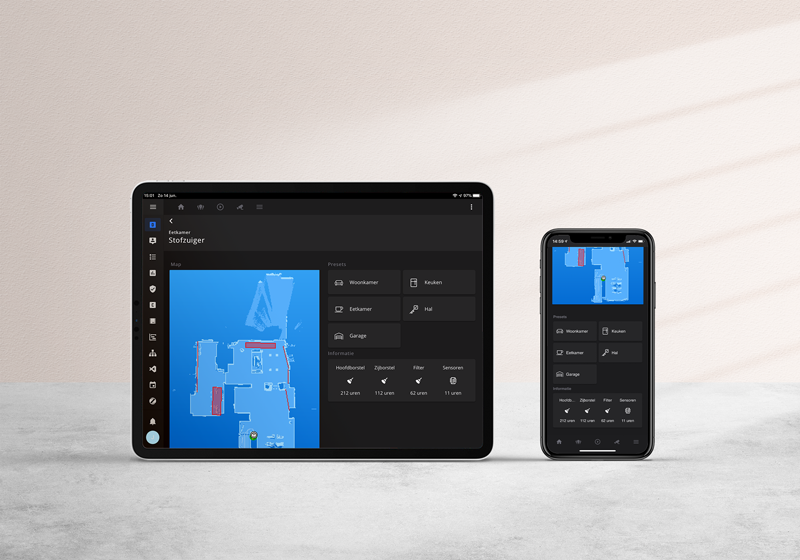 15:01 Zo 14 jun.
97%
Eetkamer
Stofzuiger
Map
Presets
Woonkamer
Keuken
Eetkamer
Hal
Garage
Informatie
Hoofdborstel Zijborstel Filter Sensoren
212 uren 112 uren 62 uren 11 uren
14:58
Presets
Woonkamer
Keuken
Eetkamer
Hal
Garage
Informatie
Hoofdb... Zijborstel Filter Sensoren
212 uren 112 uren 62 uren 11 uren